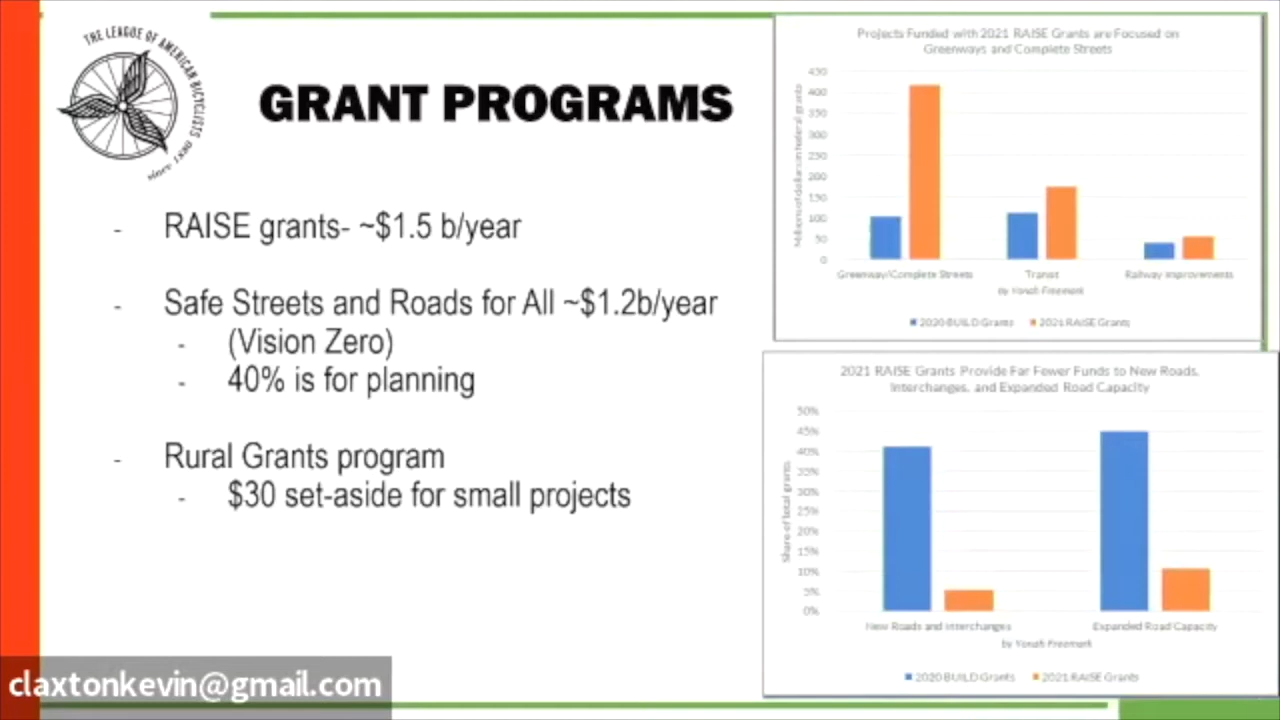 THE LEAGUE OF AMERICAN BICYCLISTS
since 1880
GRANT PROGRAMS
- RAISE grants- ~$1.5 b/year
- Safe Streets and Roads for All ~$1.2b/year
- (Vision Zero)
- 40% is for planning
- Rural Grants program
- $30 set-aside for small projects
Projects Funded with 2021 RAISE Grants are Focused on
Greenways and Complete Streets
Millions of dollars in federal grants
450
400
350
300
250
200
150
100
50
0
Greenway/Complete Streets Transit Railway Improvements
by Yonah Freemark
2020 BUILD Grants 2021 RAISE Grants
2021 RAISE Grants Provide Far Fewer Funds to New Roads,
Interchanges, and Expanded Road Capacity
Share of total grants
50%
45%
40%
35%
30%
25%
20%
15%
10%
5%
0%
New Roads and Interchanges Expanded Road Capacity
by Yonah Freemark
2020 BUILD Grants 2021 RAISE Grants
claxtonkevin@gmail.com